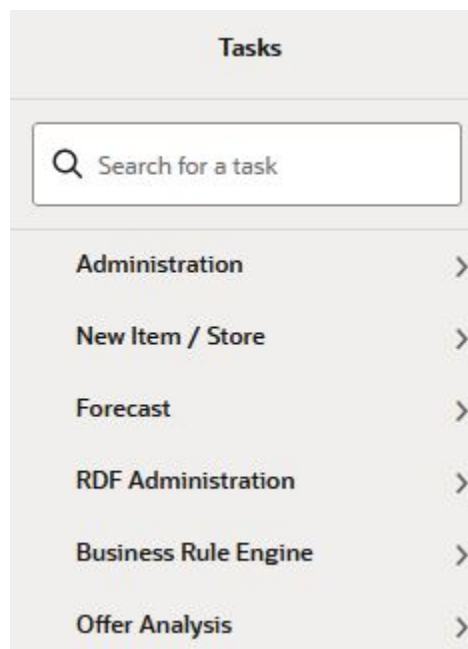 Tasks
Search for a task
Administration
New Item / Store
Forecast
RDF Administration
Business Rule Engine
Offer Analysis